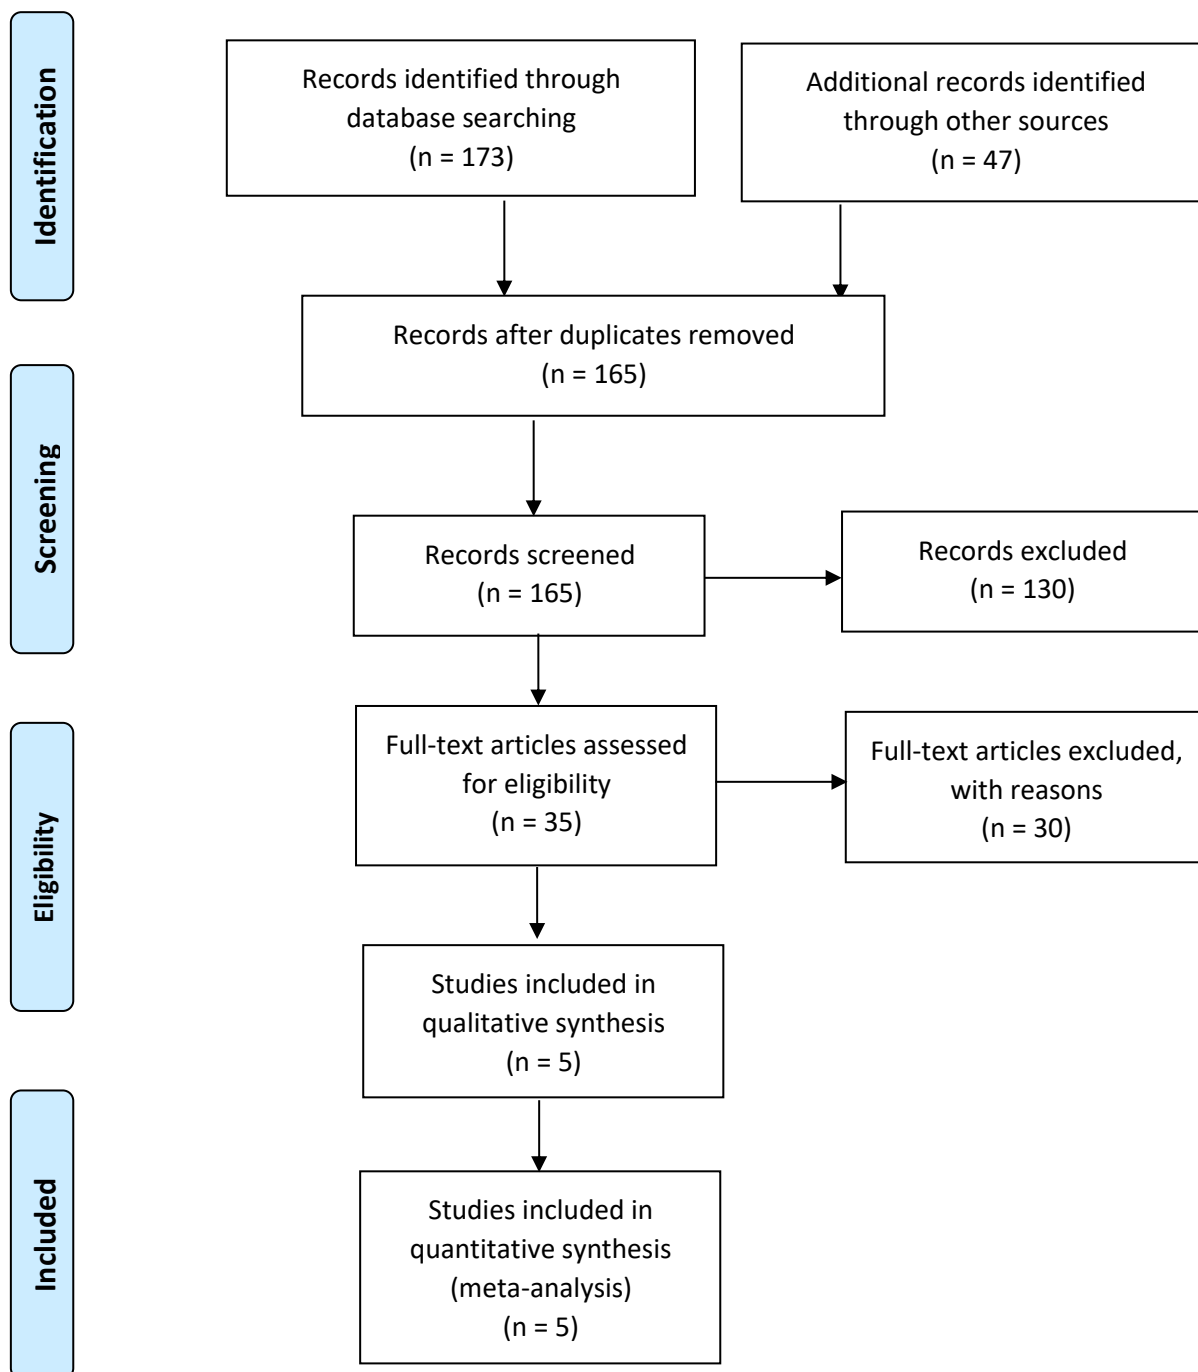 Identification
Records identified through
database searching
(n = 173)
Additional records identified
through other sources
(n = 47)
Records after duplicates removed
(n = 165)
Screening
Records screened
(n = 165)
Records excluded
(n = 130)
Eligibility
Full-text articles assessed
for eligibility
(n = 35)
Full-text articles excluded,
with reasons
(n = 30)
Studies included in
qualitative synthesis
(n = 5)
Included
Studies included in
quantitative synthesis
(meta-analysis)
(n = 5)